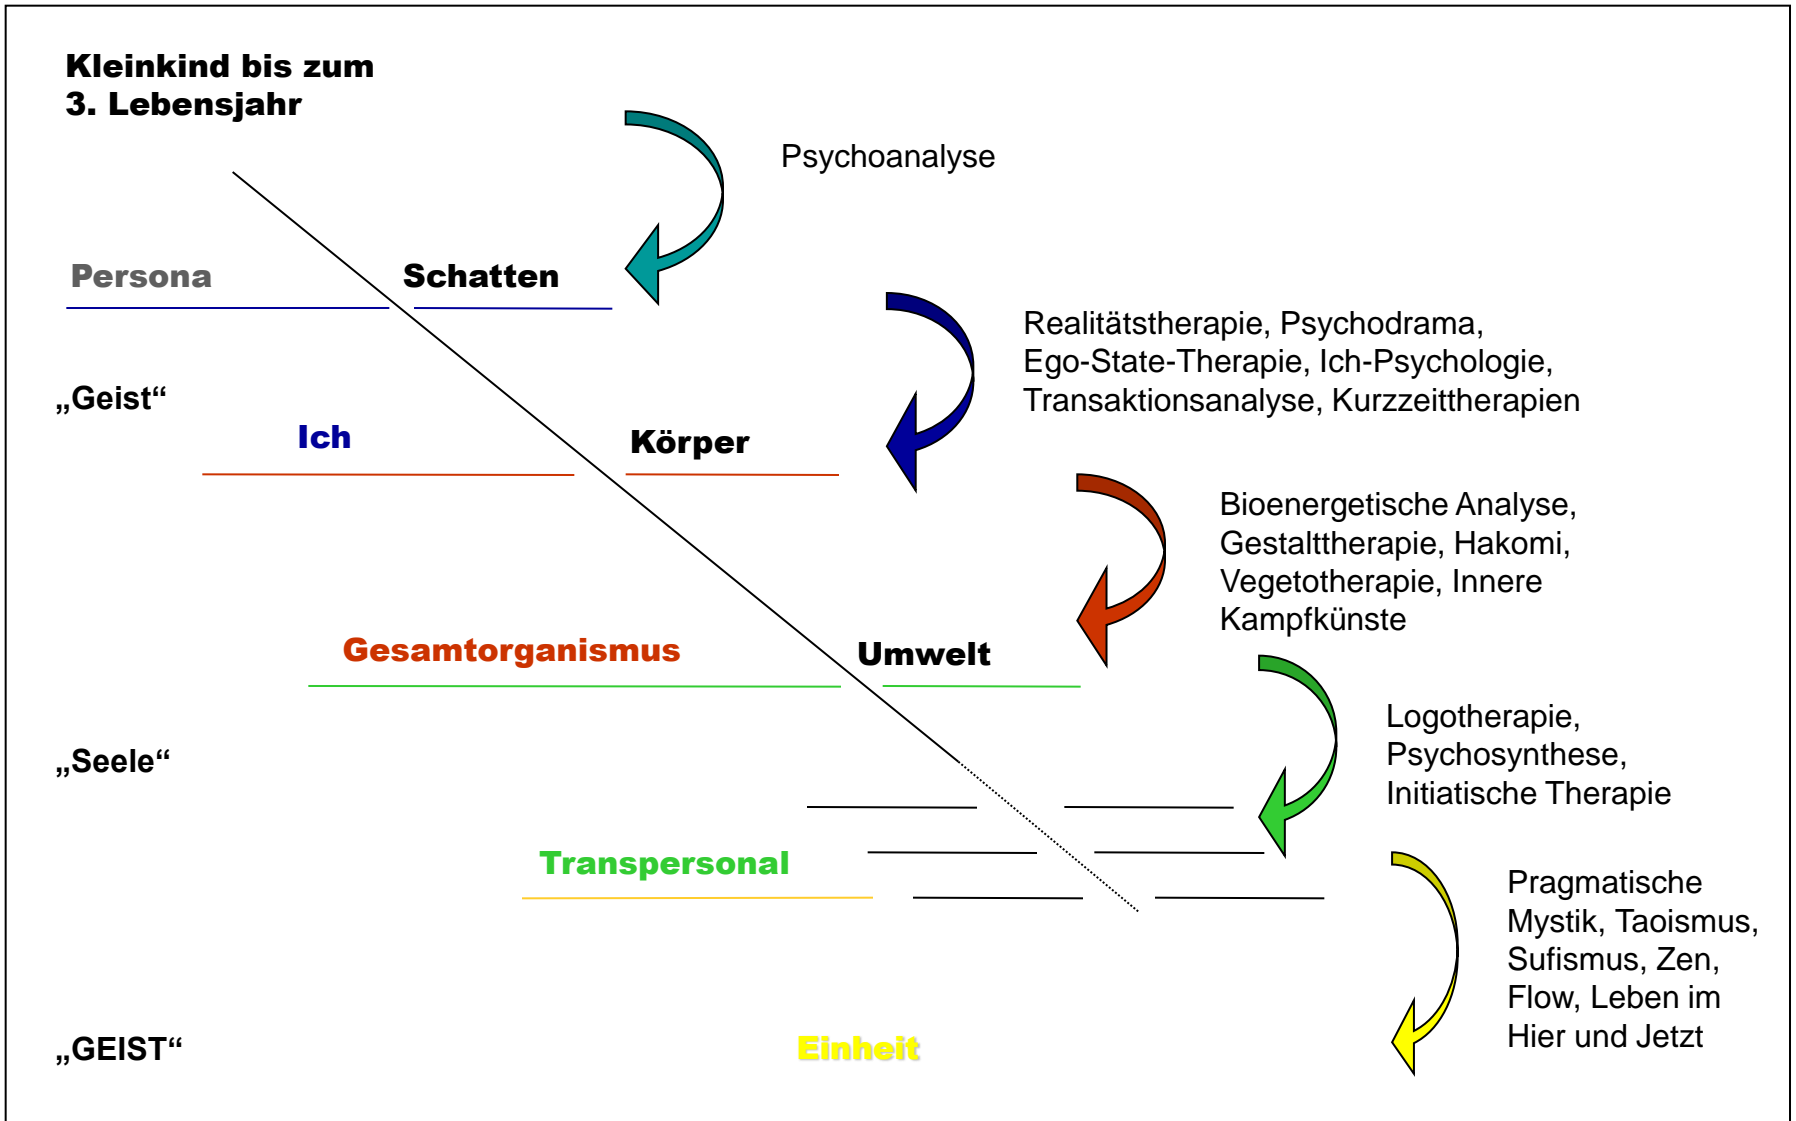 Kleinkind bis zum
3. Lebensjahr
Psychoanalyse
Persona
Schatten
Realitätstherapie, Psychodrama,
Ego-State-Therapie, Ich-Psychologie,
Transaktionsanalyse, Kurzzeittherapien
„Geist“
Ich
Körper
Bioenergetische Analyse,
Gestalttherapie, Hakomi,
Vegetotherapie, Innere
Kampfkünste
Gesamtorganismus
Umwelt
Logotherapie,
Psychosynthese,
Initiatische Therapie
„Seele“
Transpersonal
Pragmatische
Mystik, Taoismus,
Sufismus, Zen,
Flow, Leben im
Hier und Jetzt
„GEIST“
Einheit